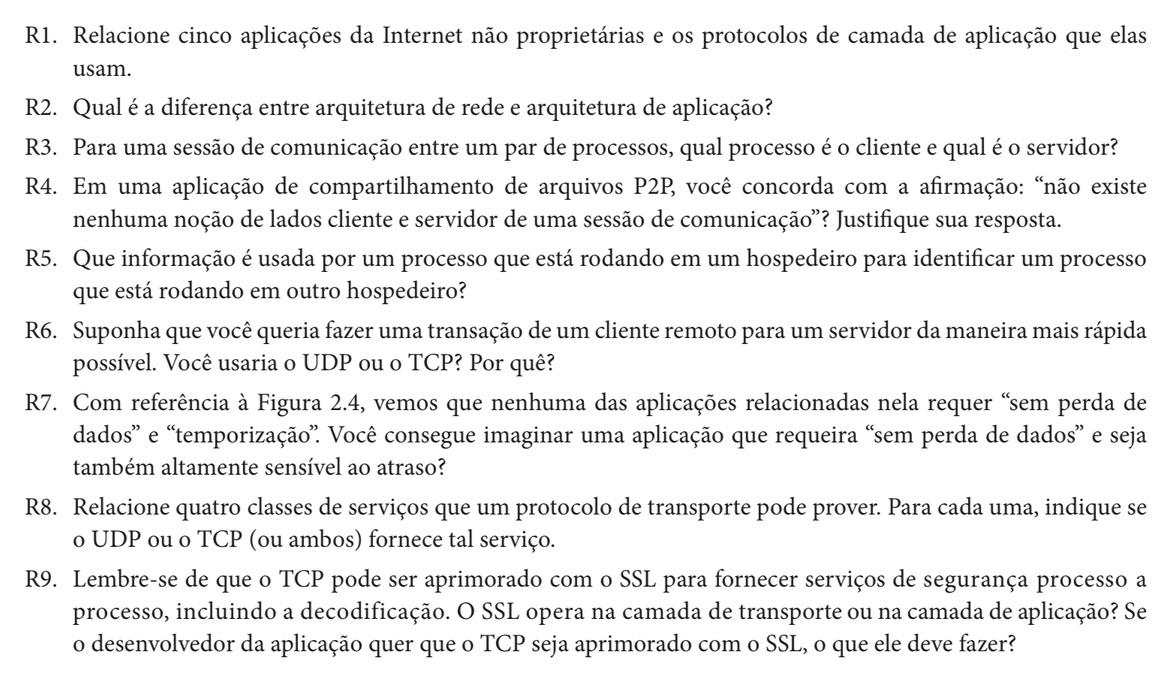 R1. Relacione cinco aplicações da Internet não proprietárias e os protocolos de camada de aplicação que elas
usam.
R2. Qual é a diferença entre arquitetura de rede e arquitetura de aplicação?
R3. Para uma sessão de comunicação entre um par de processos, qual processo é o cliente e qual é o servidor?
R4. Em uma aplicação de compartilhamento de arquivos P2P, você concorda com a afirmação: “não existe
nenhuma noção de lados cliente e servidor de uma sessão de comunicação”? Justifique sua resposta.
R5. Que informação é usada por um processo que está rodando em um hospedeiro para identificar um processo
que está rodando em outro hospedeiro?
R6. Suponha que você queria fazer uma transação de um cliente remoto para um servidor da maneira mais rápida
possível. Você usaria o UDP ou o TCP? Por quê?
R7. Com referência à Figura 2.4, vemos que nenhuma das aplicações relacionadas nela requer “sem perda de
dados” e “temporização”. Você consegue imaginar uma aplicação que requeira “sem perda de dados” e seja
também altamente sensível ao atraso?
R8. Relacione quatro classes de serviços que um protocolo de transporte pode prover. Para cada uma, indique se
o UDP ou o TCP (ou ambos) fornece tal serviço.
R9. Lembre-se de que o TCP pode ser aprimorado com o SSL para fornecer serviços de segurança processo a
processo, incluindo a decodificação. O SSL opera na camada de transporte ou na camada de aplicação? Se
o desenvolvedor da aplicação quer que o TCP seja aprimorado com o SSL, o que ele deve fazer?